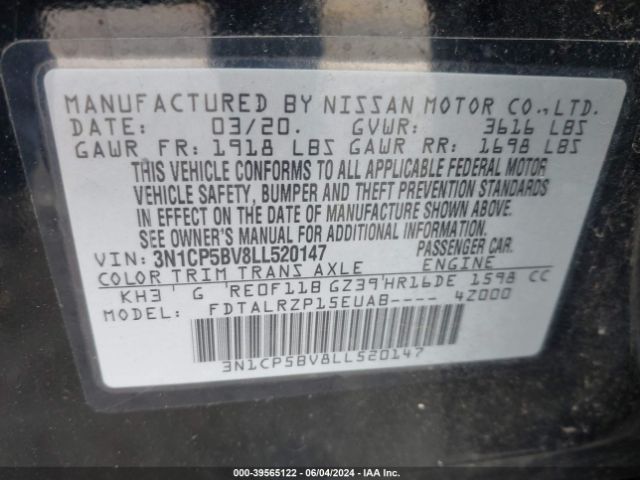 MANUFACTURED BY NISSAN MOTOR CO.,LTD.
DATE: 03/20. GVWR: 3616 LBS
GAWR FR: 1918 LBS GAWR RR: 1698 LBS
THIS VEHICLE CONFORMS TO ALL APPLICABLE FEDERAL MOTOR
VEHICLE SAFETY, BUMPER AND THEFT PREVENTION STANDARDS
IN EFFECT ON THE DATE OF MANUFACTURE SHOWN ABOVE.
SEE OWNER'S MANUAL FOR ADDITIONAL INFORMATION.
VIN: 3N1CP5BV8LL520147 PASSENGER CAR.
COLOR TRIM TRANS AXLE ENGINE
KH3 G RE0F11B GZ39 HR16DE 1598 CC
MODEL: FDTALRZP15EUAB---- 4Z000
3N1CP5BV8LL520147
000-39565122 - 06/04/2024 - IAA Inc.